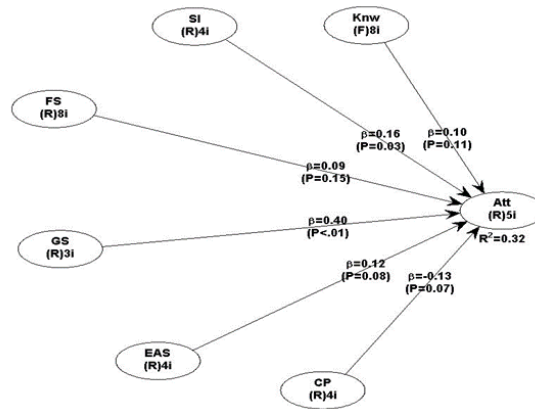 SI
(R)4i
Knw
(F)8i
FS
(R)8i
β=0.16
(P=0.03)
β=0.10
(P=0.11)
β=0.09
(P=0.15)
Att
(R)5i
R²=0.32
GS
(R)3i
β=0.40
(P<.01)
β=0.12
(P=0.08)
β=-0.13
(P=0.07)
EAS
(R)4i
CP
(R)4i